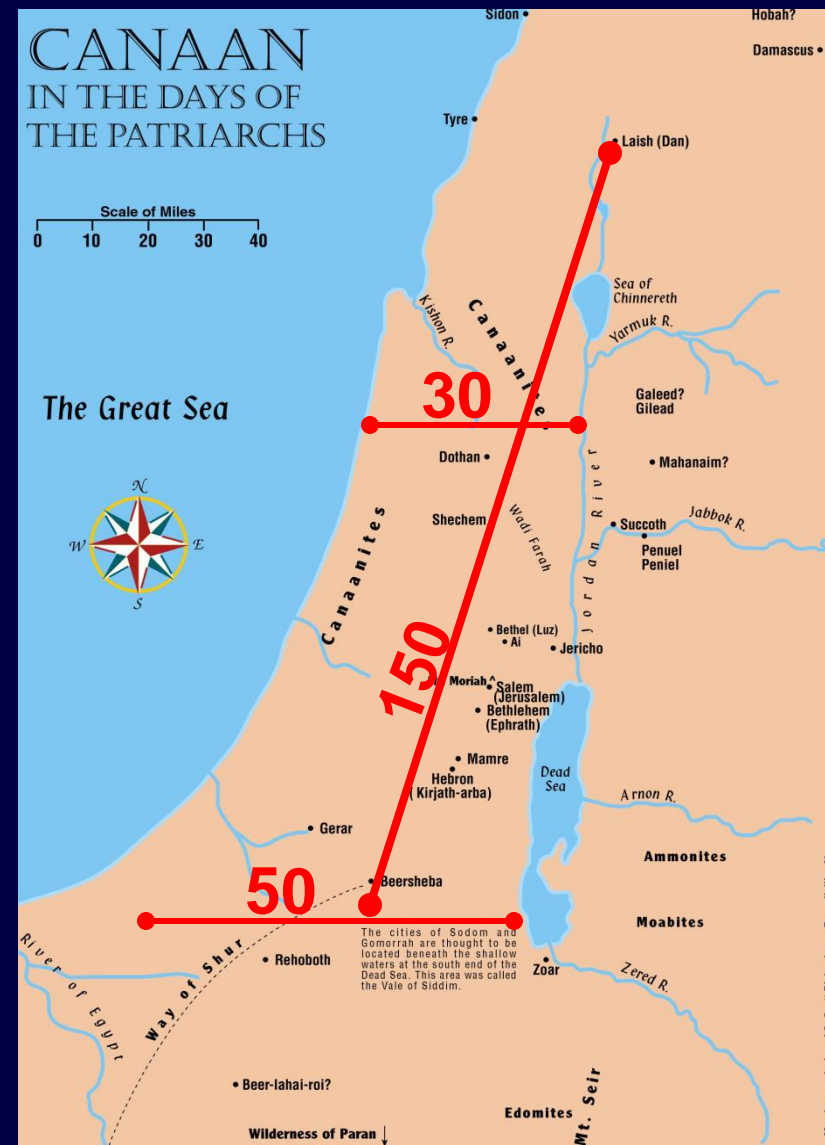 Sidon
Hobah?
CANAAN
IN THE DAYS OF
THE PATRIARCHS
Damascus
Tyre
Laish (Dan)
Scale of Miles
0 10 20 30 40
Sea of
Chinnereth
Kishon R.
Canaanites
Yarmuk R.
30
Galeed?
Gilead
The Great Sea
Dothan
Mahanaim?
N
W E
S
Canaanites
Shechem
Wadi Farah
Jordan River
Succoth
Jabbok R.
Penuel
Peniel
150
Bethel (Luz)
Ai
Jericho
Moriah^
Salem
(Jerusalem)
Bethlehem
(Ephrath)
Mamre
Hebron
(Kirjath-arba)
Dead
Sea
Arnon R.
Gerar
Ammonites
50
Beersheba
Moabites
The cities of Sodom and
Gomorrah are thought to be
located beneath the shallow
waters at the south end of the
Dead Sea. This area was called
the Vale of Siddim.
River of Egypt
Way of Shur
Rehoboth
Zoar
Zered R.
Beer-lahai-roi?
Edomites
Mt. Seir
Wilderness of Paran